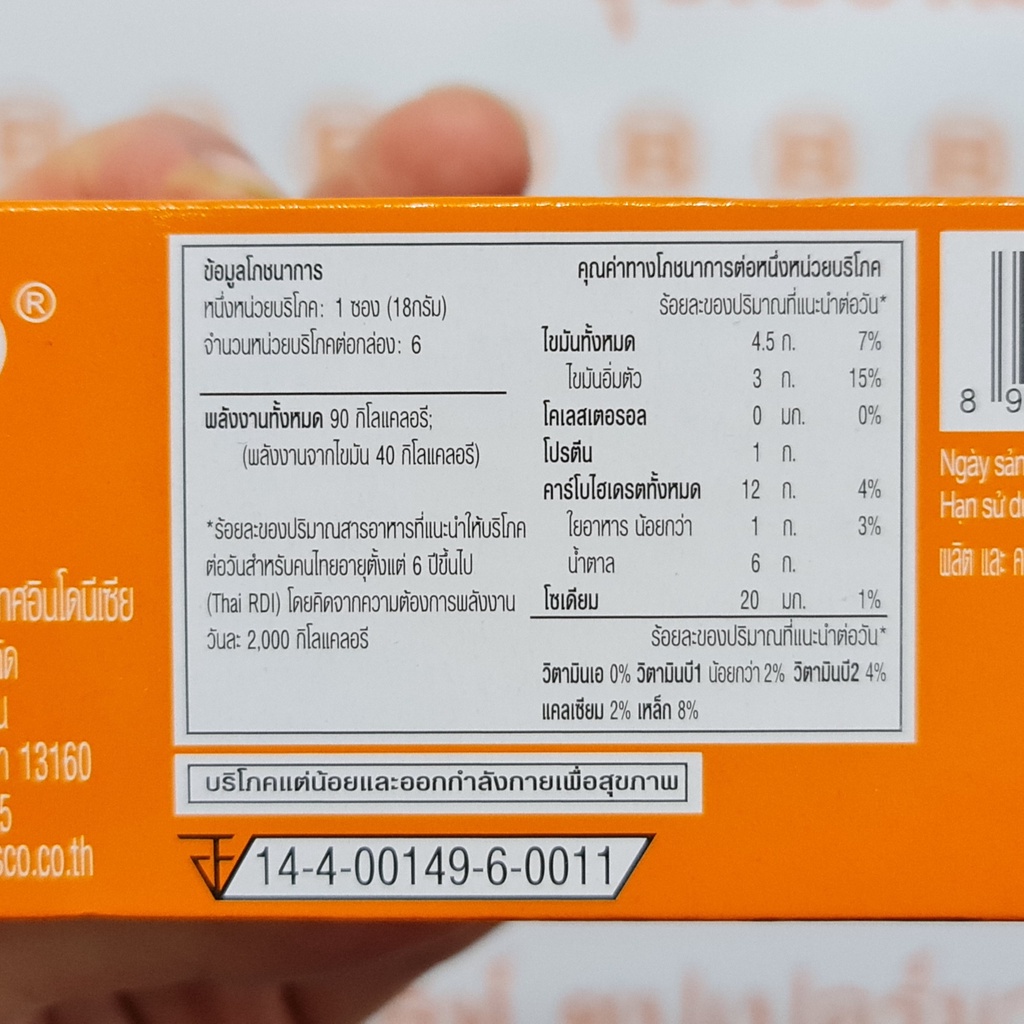 ®
ข้อมูลโภชนาการ
หนึ่งหน่วยบริโภค: 1 ซอง (18กรัม)
จำนวนหน่วยบริโภคต่อกล่อง: 6
พลังงานทั้งหมด 90 กิโลแคลอรี;
(พลังงานจากไขมัน 40 กิโลแคลอรี)
*ร้อยละของปริมาณสารอาหารที่แนะนำให้บริโภค
ต่อวันสำหรับคนไทยอายุตั้งแต่ 6 ปีขึ้นไป
(Thai RDI) โดยคิดจากความต้องการพลังงาน
วันละ 2,000 กิโลแคลอรี
คุณค่าทางโภชนาการต่อหนึ่งหน่วยบริโภค
ร้อยละของปริมาณที่แนะนำต่อวัน*
ไขมันทั้งหมด 4.5 ก. 7%
ไขมันอิ่มตัว 3 ก. 15%
โคเลสเตอรอล 0 มก. 0%
โปรตีน 1 ก.
คาร์โบไฮเดรตทั้งหมด 12 ก. 4%
ใยอาหาร น้อยกว่า 1 ก. 3%
น้ำตาล 6 ก.
โซเดียม 20 มก. 1%
ร้อยละของปริมาณที่แนะนำต่อวัน*
วิตามินเอ 0% วิตามินบี1 น้อยกว่า 2% วิตามินบี2 4%
แคลเซียม 2% เหล็ก 8%
บริโภคแต่น้อยและออกกำลังกายเพื่อสุขภาพ
14-4-00149-6-0011
8 9
Ngày sản
Hạn sử
ผลิต และ
13160
5
sco.co.th